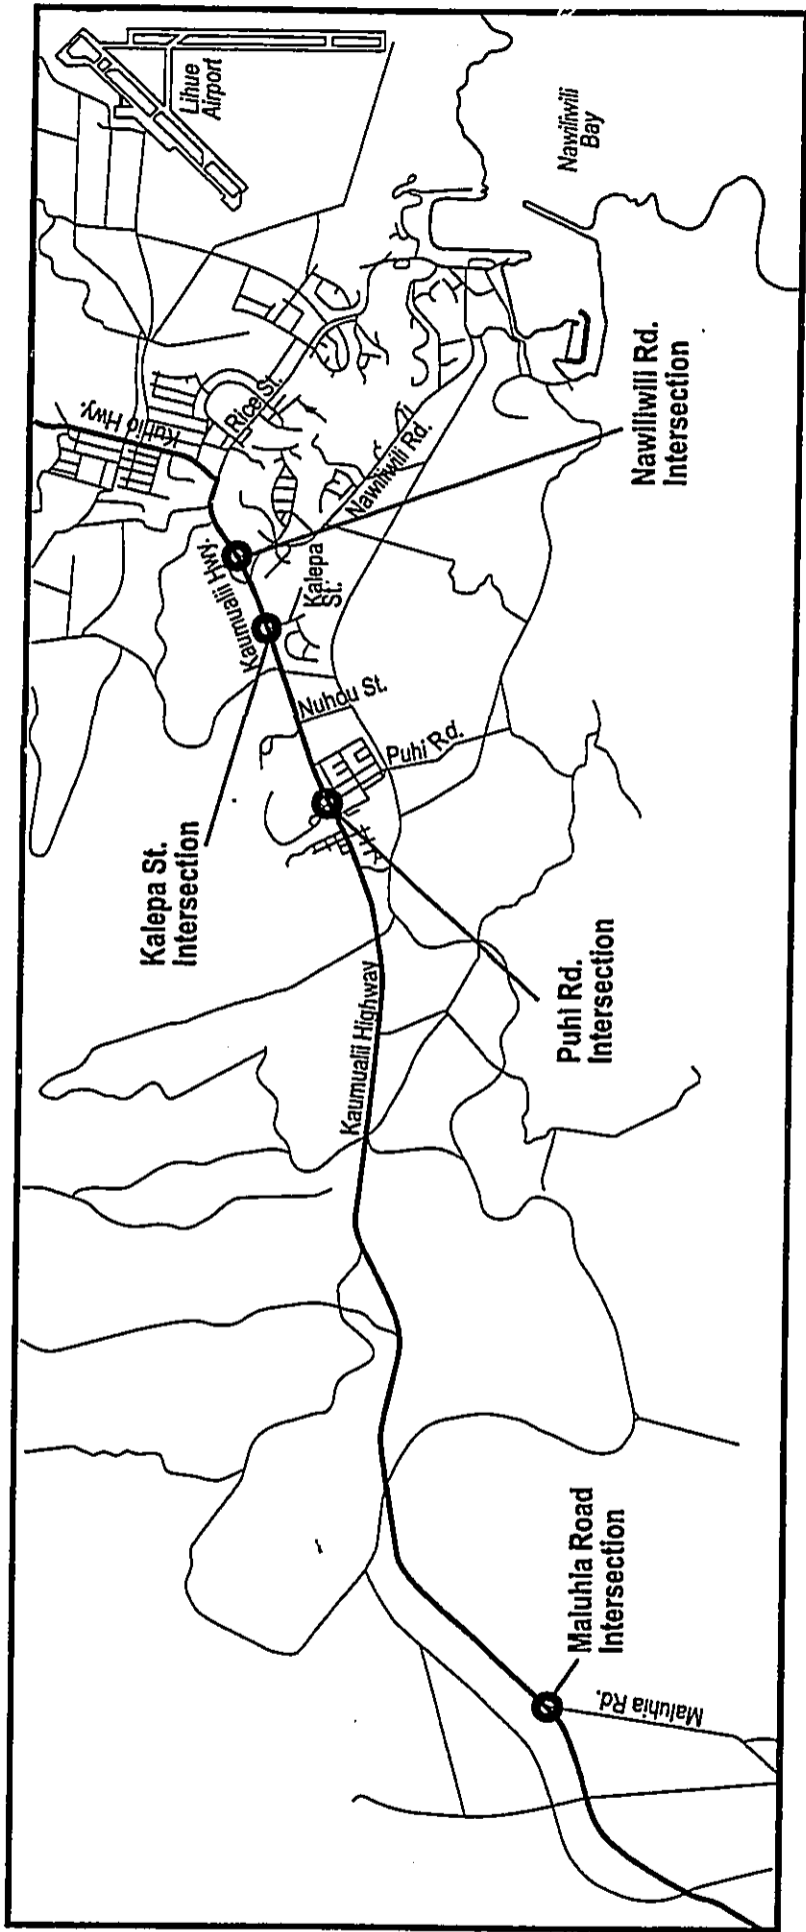 Lihue
Airport
Nawiliwili
Bay
Kuhio Hwy.
Rice St.
Nawiliwili Rd.
Nawiliwili Rd.
Intersection
Kaumualii Hwy.
Kalepa
St.
Nuhou St.
Puhi Rd.
Kalepa St.
Intersection
Puhi Rd.
Intersection
Kaumualii Highway
Maluhia Road
Intersection
Maluhia Rd.